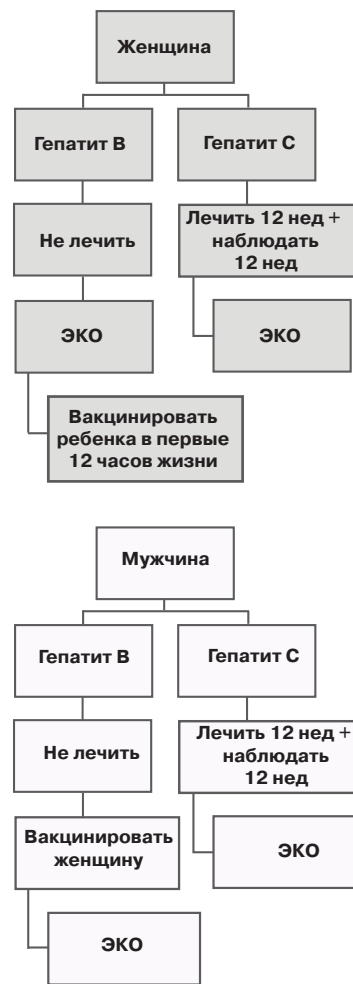 Женщина
Гепатит В
Гепатит С
Не лечить
Лечить 12 нед +
наблюдать
12 нед
ЭКО
ЭКО
Вакцинировать
ребенка в первые
12 часов жизни
Мужчина
Гепатит В
Гепатит С
Не лечить
Лечить 12 нед +
наблюдать
12 нед
Вакцинировать
женщину
ЭКО
ЭКО